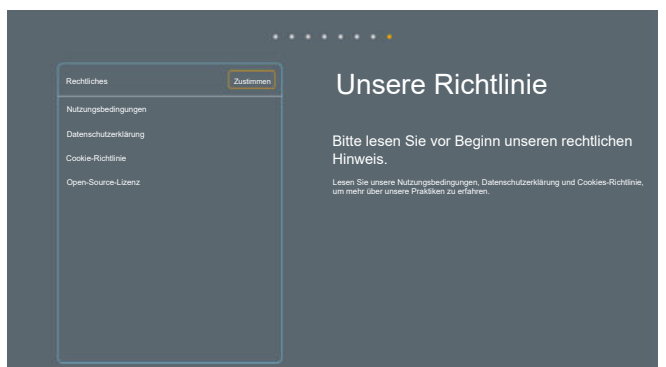 Rechtliches
Zustimmen
Nutzungsbedingungen
Datenschutzerklärung
Cookie-Richtlinie
Open-Source-Lizenz
Unsere Richtlinie
Bitte lesen Sie vor Beginn unseren rechtlichen
Hinweis.
Lesen Sie unsere Nutzungsbedingungen, Datenschutzerklärung und Cookies-Richtlinie,
um mehr über unsere Praktiken zu erfahren.